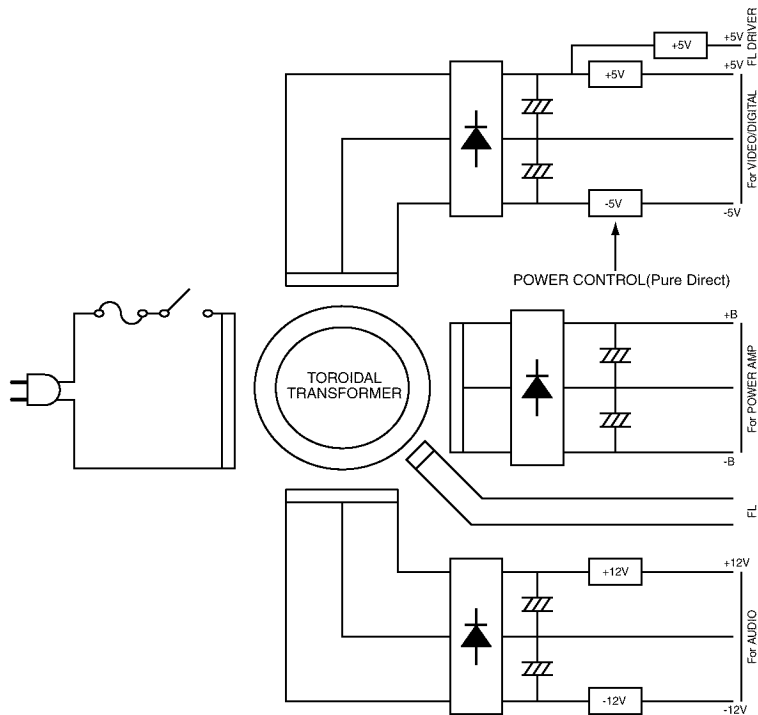 +5V
+5V
FL DRIVER
+5V
+5V
For VIDEO/DIGITAL
-5V
-5V
POWER CONTROL(Pure Direct)
+B
TOROIDAL
TRANSFORMER
For POWER AMP
-B
FL
+12V
+12V
For AUDIO
-12V
-12V